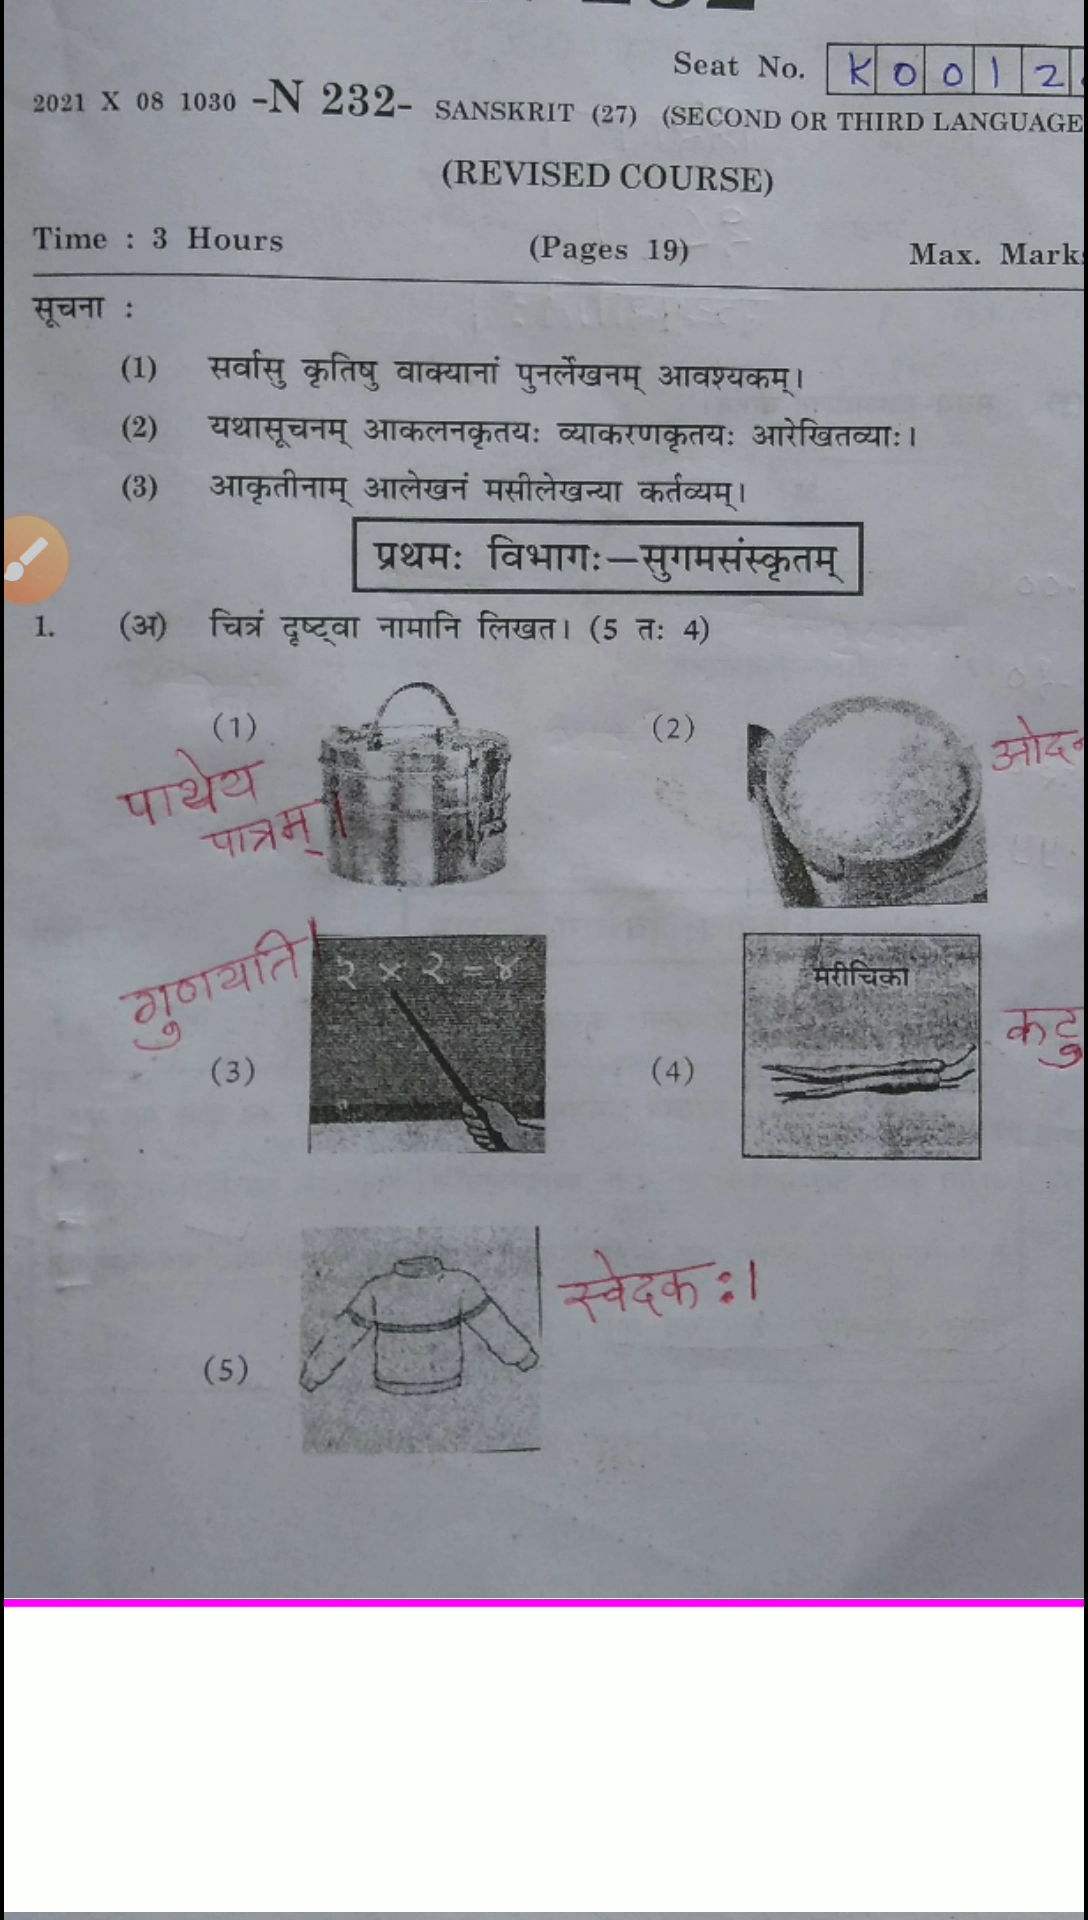 Seat No. K 0 0 1 2
2021 X 08 1030 -N 232- SANSKRIT (27) (SECOND OR THIRD LANGUAGE
(REVISED COURSE)
Time : 3 Hours (Pages 19) Max. Mark
सूचना :
(1) सर्वासु कृतिषु वाक्यानां पुनर्लेखनम् आवश्यकम्।
(2) यथासूचनम् आकलनकृतयः व्याकरणकृतयः आरेखितव्याः।
(3) आकृतीनाम् आलेखनं मसीलेखन्या कर्तव्यम्।
प्रथमः विभागः—सुगमसंस्कृतम्
1. (अ) चित्रं दृष्ट्वा नामानि लिखत। (5 तः 4)
(1) (2)
पाथेय
पात्रम्।
ओद
गुणयति।
२ × २ = ४
मरीचिका
कटु
(3) (4)
स्वेदकः।
(5)